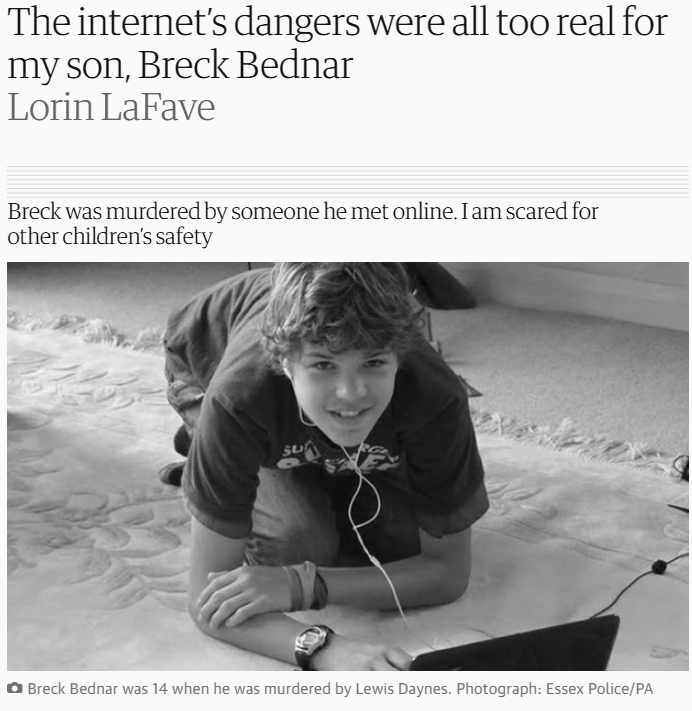 The internet’s dangers were all too real for
my son, Breck Bednar
Lorin LaFave
Breck was murdered by someone he met online. I am scared for
other children’s safety
Breck Bednar was 14 when he was murdered by Lewis Daynes. Photograph: Essex Police/PA